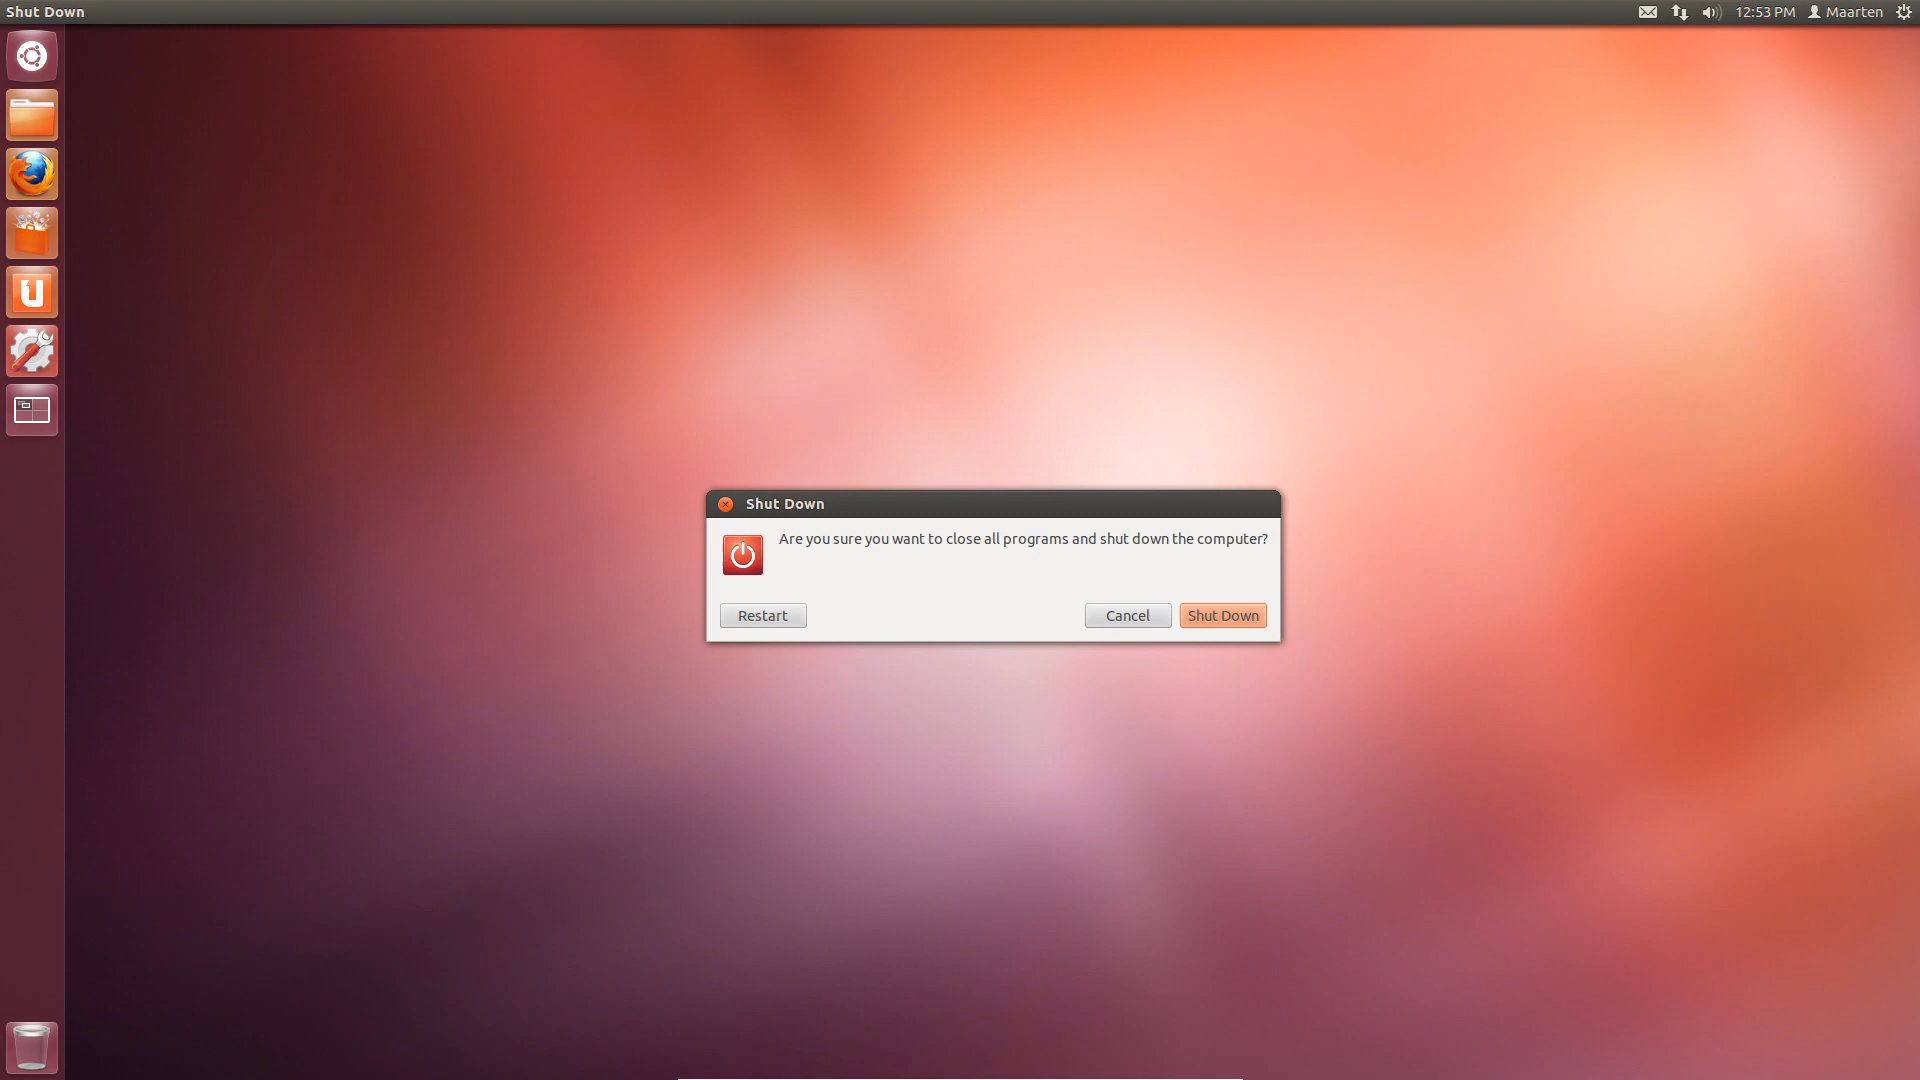 Shut Down
12:53 PM
Maarten
Shut Down
Are you sure you want to close all programs and shut down the computer?
Restart
Cancel
Shut Down